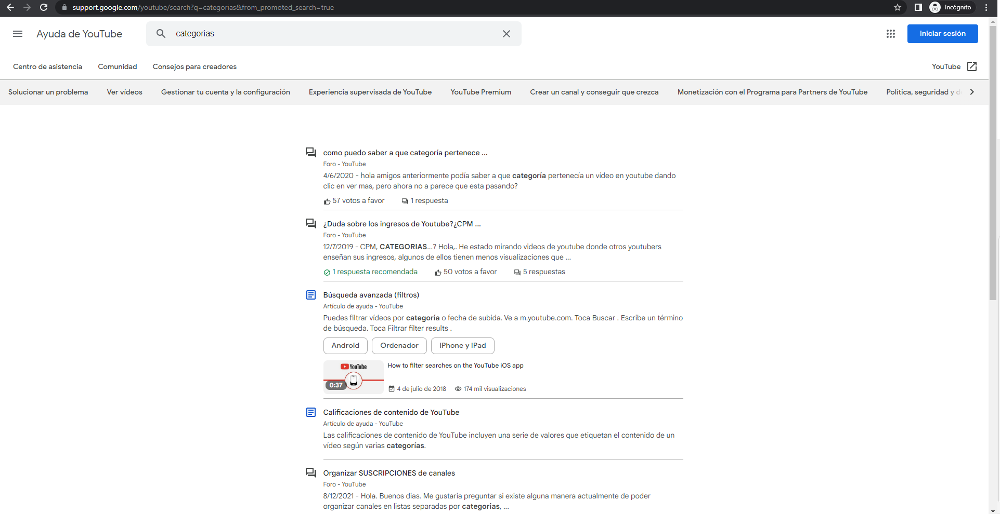 support.google.com/youtube/search?q=categorias&from_promoted_search=true
Incógnito
Ayuda de YouTube
categorias
Iniciar sesión
Centro de asistencia
Comunidad
Consejos para creadores
YouTube
Solucionar un problema
Ver vídeos
Gestionar tu cuenta y la configuración
Experiencia supervisada de YouTube
YouTube Premium
Crear un canal y conseguir que crezca
Monetización con el Programa para Partners de YouTube
Política, seguridad y
como puedo saber a que categoría pertenece ...
Foro - YouTube
4/6/2020 - hola amigos anteriormente podía saber a que categoría pertenecía un vídeo en youtube dando
clic en ver mas, pero ahora no a parece que esta pasando?
57 votos a favor
1 respuesta
¿Duda sobre los ingresos de Youtube?¿CPM ...
Foro - YouTube
12/7/2019 - CPM, CATEGORIAS...? Hola,. He estado mirando videos de youtube donde otros youtubers
enseñan sus ingresos, algunos de ellos tienen menos visualizaciones que ...
1 respuesta recomendada
50 votos a favor
5 respuestas
Búsqueda avanzada (filtros)
Artículo de ayuda - YouTube
Puedes filtrar vídeos por categoría o fecha de subida. Ve a m.youtube.com. Toca Buscar . Escribe un término
de búsqueda. Toca Filtrar filter results .
Android
Ordenador
iPhone y iPad
YouTube
0:37
How to filter searches on the YouTube iOS app
4 de julio de 2018
174 mil visualizaciones
Calificaciones de contenido de YouTube
Artículo de ayuda - YouTube
Las calificaciones de contenido de YouTube incluyen una serie de valores que etiquetan el contenido de un
vídeo según varias categorías.
Organizar SUSCRIPCIONES de canales
Foro - YouTube
8/12/2021 - Hola. Buenos dias. Me gustaria preguntar si existe alguna manera actualmente de poder
organizar canales en listas separadas por categorias, ...